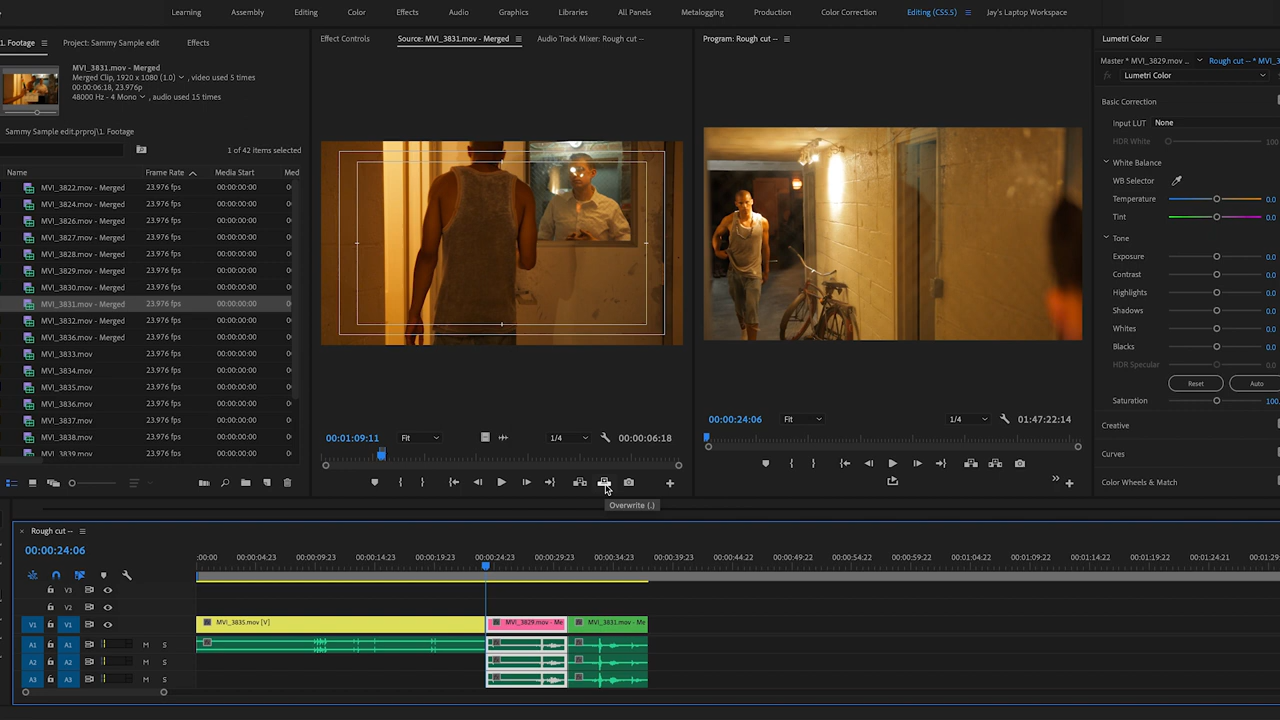 Learning Assembly Editing Color Effects Audio Graphics Libraries All Panels Metalogging Production Color Correction Editing (CS5.5) Jay's Laptop Workspace
1. Footage Project: Sammy Sample edit Effects
MVI_3831.mov - Merged
Merged Clip, 1920 x 1080 (1.0) , video used 5 times
00:00:06:18, 23.976p
48000 Hz - 4 Mono , audio used 15 times
Sammy Sample edit.prproj\1. Footage
1 of 42 items selected
Name Frame Rate Media Start Med
MVI_3822.mov - Merged 23.976 fps 00:00:00:00 0
MVI_3824.mov - Merged 23.976 fps 00:00:00:00 0
MVI_3826.mov - Merged 23.976 fps 00:00:00:00 0
MVI_3827.mov - Merged 23.976 fps 00:00:00:00 0
MVI_3828.mov - Merged 23.976 fps 00:00:00:00 0
MVI_3829.mov - Merged 23.976 fps 00:00:00:00 0
MVI_3830.mov - Merged 23.976 fps 00:00:00:00 0
MVI_3831.mov - Merged 23.976 fps 00:00:00:00 0
MVI_3832.mov - Merged 23.976 fps 00:00:00:00 0
MVI_3836.mov - Merged 23.976 fps 00:00:00:00 0
MVI_3833.mov 23.976 fps 00:00:00:00 0
MVI_3834.mov 23.976 fps 00:00:00:00 0
MVI_3835.mov 23.976 fps 00:00:00:00 0
MVI_3836.mov 23.976 fps 00:00:00:00 0
MVI_3837.mov 23.976 fps 00:00:00:00 0
MVI_3838.mov 23.976 fps 00:00:00:00 0
MVI_3839.mov 23.976 fps 00:00:00:00 0
Effect Controls Source: MVI_3831.mov - Merged Audio Track Mixer: Rough cut --
00:01:09:11 Fit 1/4 00:00:06:18
Overwrite (.)
Program: Rough cut --
00:00:24:06 Fit 1/4 01:47:22:14
Lumetri Color
Master * MVI_3829.mov ... Rough cut -- * MVI_3
fx Lumetri Color
Basic Correction
Input LUT None
HDR White 100
White Balance
WB Selector
Temperature 0.0
Tint 0.0
Tone
Exposure 0.0
Contrast 0.0
Highlights 0.0
Shadows 0.0
Whites 0.0
Blacks 0.0
HDR Specular 0.0
Reset Auto
Saturation 100.
Creative
Curves
Color Wheels & Match
× Rough cut --
00:00:24:06
:00:00 00:00:04:23 00:00:09:23 00:00:14:23 00:00:19:23 00:00:24:23 00:00:29:23 00:00:34:23 00:00:39:23 00:00:44:22 00:00:49:22 00:00:54:22 00:00:59:22 00:01:04:22 00:01:09:22 00:01:14:22 00:01:19:22 00:01:24:21 00:01:29
V3
V2
V1 V1 MVI_3835.mov [V] MVI_3829.mov - Me MVI_3831.mov - Me
A1 A1 M S
A2 A2 M S
A3 A3 M S